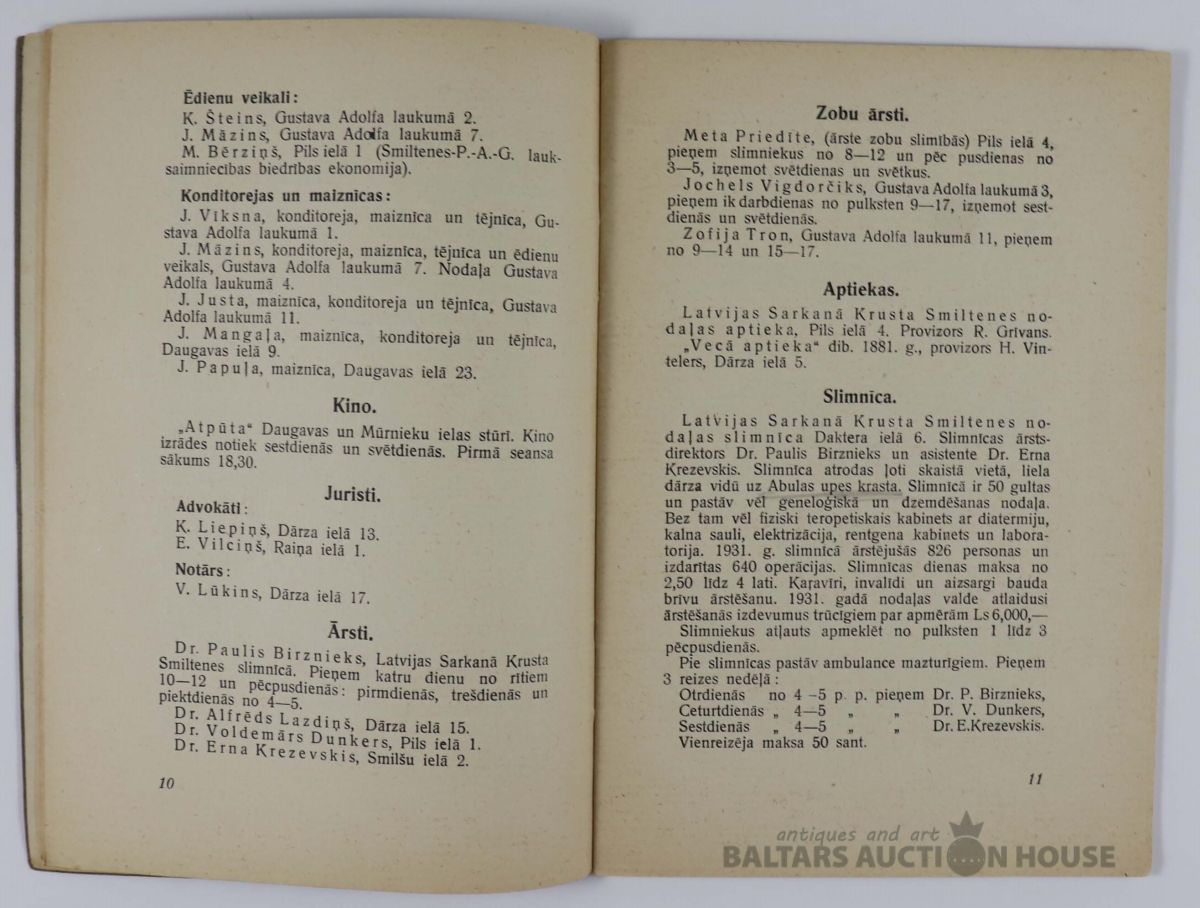 Ēdienu veikali:
K. Šteins, Gustava Adolfa laukumā 2.
J. Māzins, Gustava Adolfa laukumā 7.
M. Bērziņš, Pils ielā 1 (Smiltenes-P.-A.-G. lauk-
saimniecības biedrības ekonomija).
Konditorejas un maiznīcas:
J. Vīksna, konditoreja, maiznīca un tējnīca, Gu-
stava Adolfa laukumā 1.
J. Māzins, konditoreja, maiznīca, tējnīca un ēdienu
veikals, Gustava Adolfa laukumā 7. Nodaļa Gustava
Adolfa laukumā 4.
J. Justa, maiznīca, konditoreja un tējnīca, Gustava
Adolfa laukumā 11.
J. Mangaļa, maiznīca, konditoreja un tējnīca,
Daugavas ielā 9.
J. Papuļa, maiznīca, Daugavas ielā 23.
Kino.
„Atpūta“ Daugavas un Mūrnieku ielas stūrī. Kino
izrādes notiek sestdienās un svētdienās. Pirmā seansa
sākums 18,30.
Juristi.
Advokāti:
K. Liepiņš, Dārza ielā 13.
E. Vilciņš, Raiņa ielā 1.
Notārs:
V. Lūkins, Dārza ielā 17.
Ārsti.
Dr. Paulis Birznieks, Latvijas Sarkanā Krusta
Smiltenes slimnīcā. Pieņem katru dienu no rītiem
10—12 un pēcpusdienās: pirmdienās, trešdienās un
piektdienās no 4—5.
Dr. Alfrēds Lazdiņš, Dārza ielā 15.
Dr. Voldemārs Dunkers, Pils ielā 1.
Dr. Erna Krezevskis, Smilšu ielā 2.
10
Zobu ārsti.
Meta Priedīte, (ārste zobu slimībās) Pils ielā 4,
pieņem slimniekus no 8—12 un pēc pusdienas no
3—5, izņemot svētdienas un svētkus.
Jochels Vigdorčiks, Gustava Adolfa laukumā 3,
pieņem ik darbdienas no pulksten 9—17, izņemot sest-
dienās un svētdienās.
Zofija Tron, Gustava Adolfa laukumā 11, pieņem
no 9—14 un 15—17.
Aptiekas.
Latvijas Sarkanā Krusta Smiltenes no-
daļas aptieka, Pils ielā 4. Provizors R. Grīvans.
„Vecā aptieka“ dib. 1881. g., provizors H. Vin-
telers, Dārza ielā 5.
Slimnīca.
Latvijas Sarkanā Krusta Smiltenes no-
daļas slimnīca Daktera ielā 6. Slimnīcas ārsts-
direktors Dr. Paulis Birznieks un asistente Dr. Erna
Krezevskis. Slimnīca atrodas ļoti skaistā vietā, liela
dārza vidū uz Abulas upes krasta. Slimnīcā ir 50 gultas
un pastāv vēl geneloģiskā un dzemdēšanas nodaļa.
Bez tam vēl fiziski teropetiskais kabinets ar diatermiju,
kalna sauli, elektrizācija, rentgena kabinets un labora-
torija. 1931. g. slimnīcā ārstējušās 826 personas un
izdarītas 640 operācijas. Slimnīcas dienas maksa no
2,50 līdz 4 lati. Kaŗavīri, invalīdi un aizsargi bauda
brīvu ārstēšanu. 1931. gadā nodaļas valde atlaidusi
ārstēšanās izdevumus trūcīgiem par apmērām Ls 6,000,—
Slimniekus atļauts apmeklēt no pulksten 1 līdz 3
pēcpusdienās.
Pie slimnīcas pastāv ambulance mazturīgiem. Pieņem
3 reizes nedēļā:
Otrdienās no 4—5 p. p. pieņem Dr. P. Birznieks,
Ceturtdienās „ 4—5 „ „ Dr. V. Dunkers,
Sestdienās „ 4—5 „ „ Dr. E. Krezevskis.
Vienreizēja maksa 50 sant.
11
antiques and art
BALTARS AUCTION HOUSE